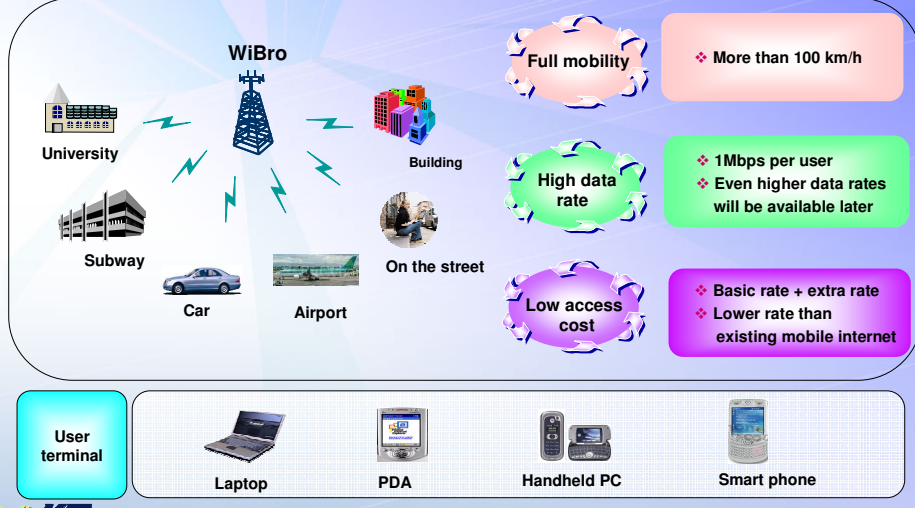 WiBro
University
Building
Subway
On the street
Car
Airport
Full mobility
❖ More than 100 km/h
High data
rate
❖ 1Mbps per user
❖ Even higher data rates
will be available later
Low access
cost
❖ Basic rate + extra rate
❖ Lower rate than
existing mobile internet
User
terminal
Laptop
PDA
Handheld PC
Smart phone